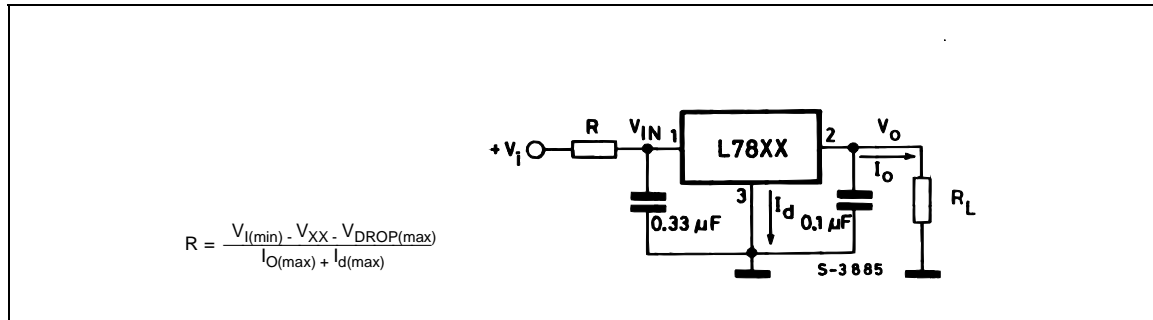 R V_IN 1 L78XX 2 V_o
+ V_i
I_o
3 I_d R_L
0.33 µF 0.1 µF
R = V_I(min) - V_XX - V_DROP(max)
I_O(max) + I_d(max)
S-3885